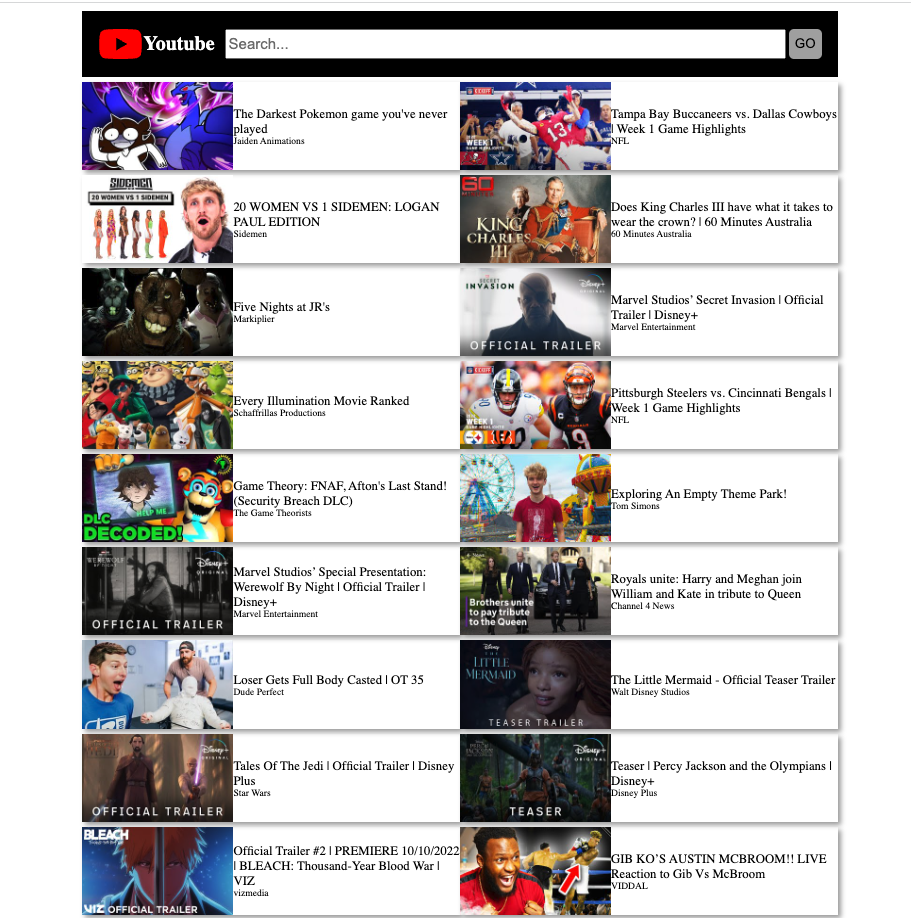 Youtube
Search...
GO
The Darkest Pokemon game you've never
played
Jaiden Animations
WEEK 1
13
Tampa Bay Buccaneers vs. Dallas Cowboys
| Week 1 Game Highlights
NFL
SIDEMEN
20 WOMEN VS 1 SIDEMEN
20 WOMEN VS 1 SIDEMEN: LOGAN
PAUL EDITION
Sidemen
60
KING
CHARLES
III
Does King Charles III have what it takes to
wear the crown? | 60 Minutes Australia
60 Minutes Australia
Five Nights at JR's
Markiplier
SECRET
INVASION
Disney+
ORIGINAL
OFFICIAL TRAILER
Marvel Studios’ Secret Invasion | Official
Trailer | Disney+
Marvel Entertainment
Every Illumination Movie Ranked
Schaffrillas Productions
WEEK 1
Pittsburgh Steelers vs. Cincinnati Bengals |
Week 1 Game Highlights
NFL
HELP ME
DLC
DECODED!
Game Theory: FNAF, Afton's Last Stand!
(Security Breach DLC)
The Game Theorists
Exploring An Empty Theme Park!
Tom Simons
WEREWOLF
BY NIGHT
Disney+
ORIGINAL
OFFICIAL TRAILER
Marvel Studios’ Special Presentation:
Werewolf By Night | Official Trailer |
Disney+
Marvel Entertainment
Brothers unite
to pay tribute
to the Queen
Royals unite: Harry and Meghan join
William and Kate in tribute to Queen
Channel 4 News
Loser Gets Full Body Casted | OT 35
Dude Perfect
Disney
THE
LITTLE
MERMAID
TEASER TRAILER
The Little Mermaid - Official Teaser Trailer
Walt Disney Studios
Disney+
ORIGINAL
OFFICIAL TRAILER
Tales Of The Jedi | Official Trailer | Disney
Plus
Star Wars
PERCY JACKSON
Disney+
ORIGINAL
TEASER
Teaser | Percy Jackson and the Olympians |
Disney+
Disney Plus
BLEACH
VIZ OFFICIAL TRAILER
Official Trailer #2 | PREMIERE 10/10/2022
| BLEACH: Thousand-Year Blood War |
VIZ
vizmedia
GIB KO’S AUSTIN MCBROOM!! LIVE
Reaction to Gib Vs McBroom
VIDDAL